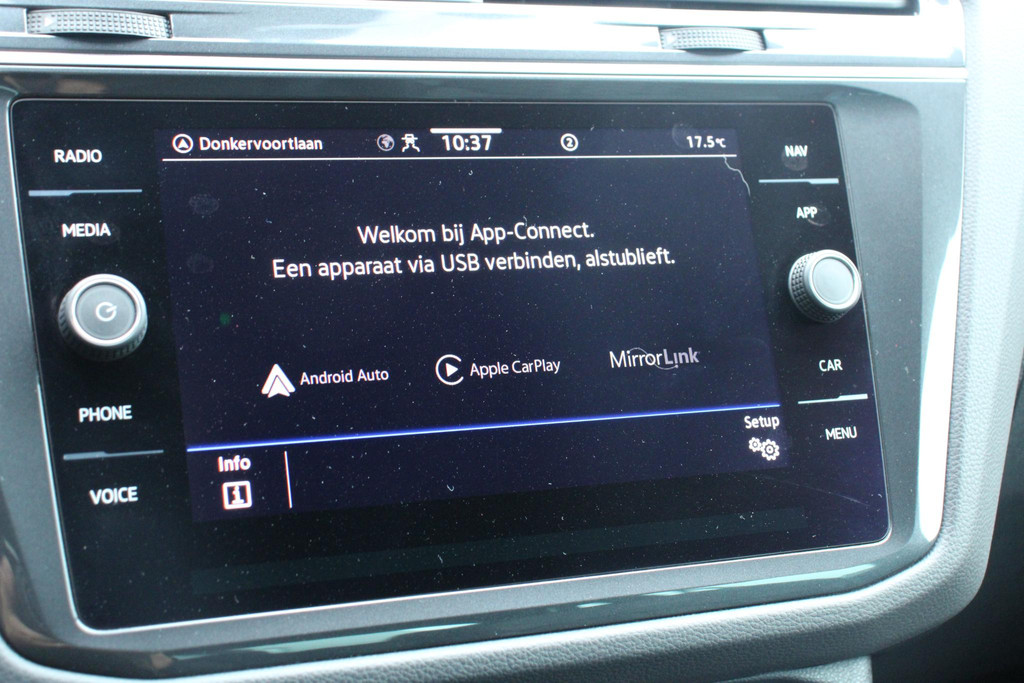 Donkervoortlaan 10:37 2 17.5°C
RADIO
MEDIA
PHONE
VOICE
Welkom bij App-Connect.
Een apparaat via USB verbinden, alstublieft.
Android Auto Apple CarPlay MirrorLink
Info
i
Setup
NAV
APP
CAR
MENU